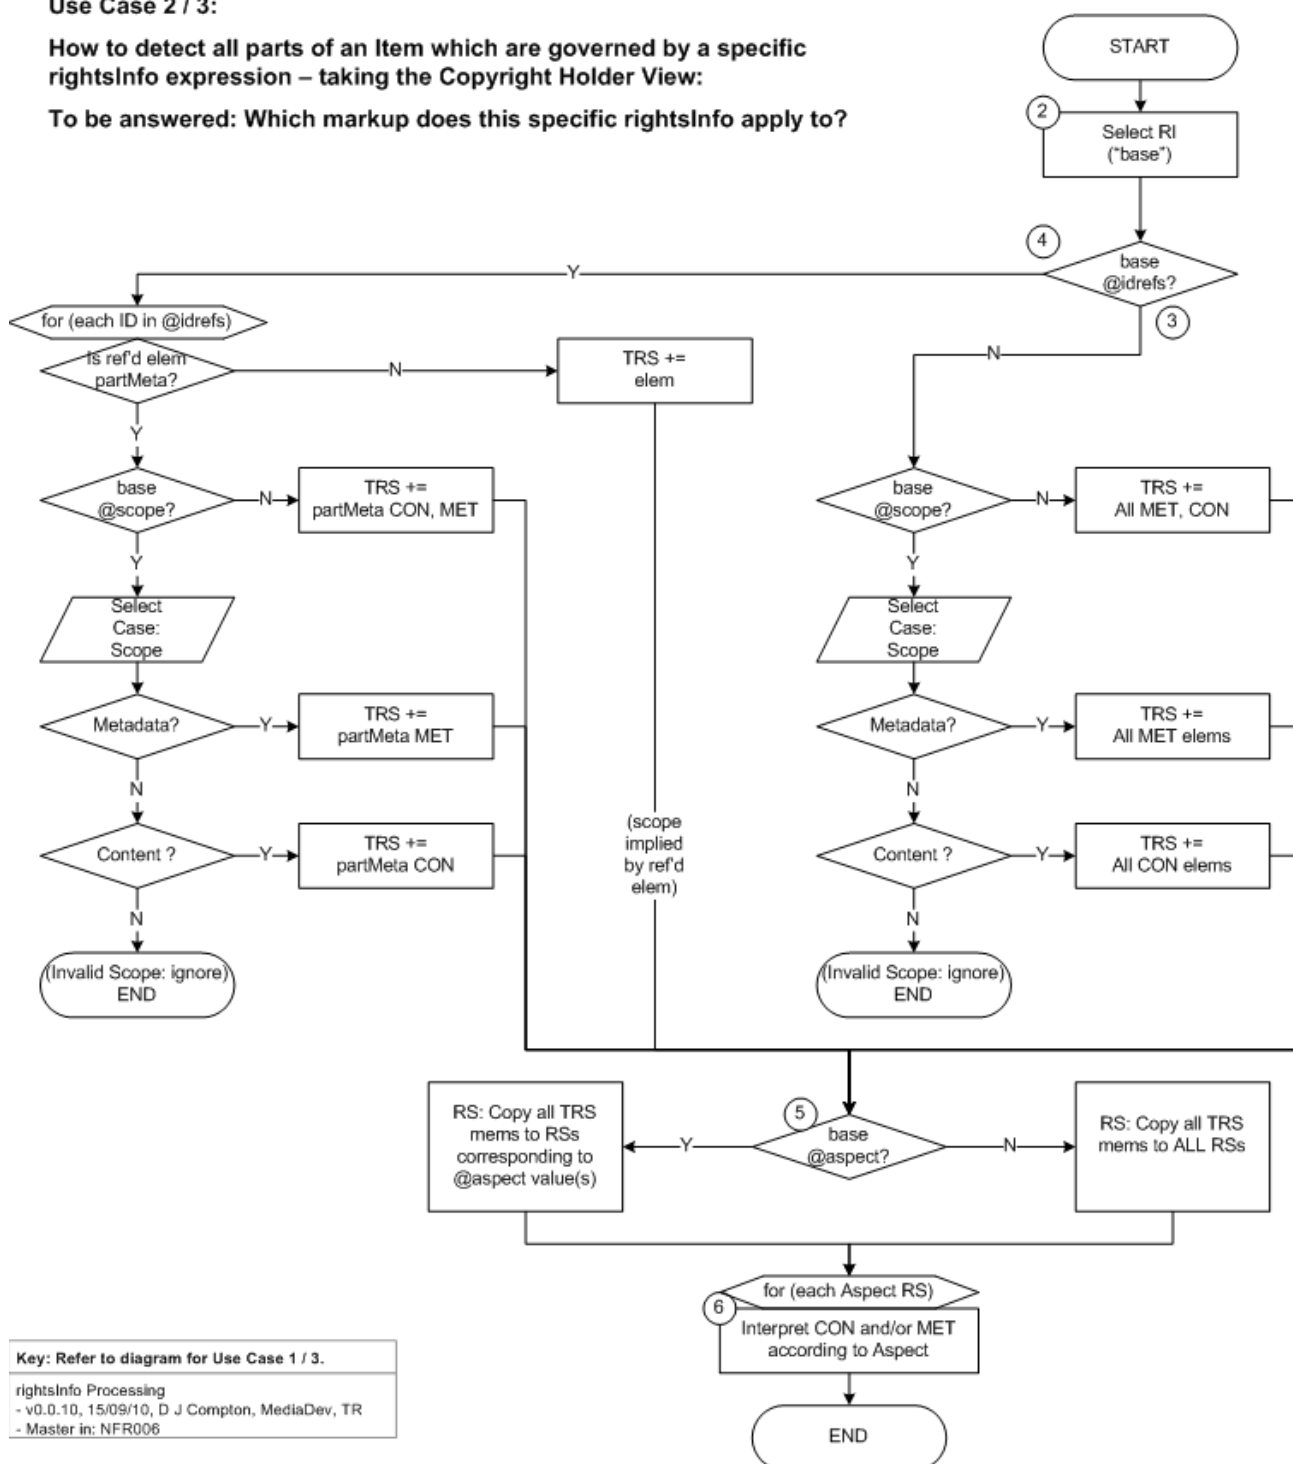 Use Case 2 / 3:
How to detect all parts of an Item which are governed by a specific
rightsInfo expression – taking the Copyright Holder View:
To be answered: Which markup does this specific rightsInfo apply to?
START
2
Select RI
("base")
4
base
@idrefs?
3
Y
N
for (each ID in @idrefs)
Is ref'd elem
partMeta?
N
TRS +=
elem
Y
base
@scope?
N
TRS +=
partMeta CON, MET
Y
Select
Case:
Scope
Metadata?
Y
TRS +=
partMeta MET
N
Content ?
Y
TRS +=
partMeta CON
N
(Invalid Scope: ignore)
END
(scope
implied
by ref'd
elem)
base
@scope?
N
TRS +=
All MET, CON
Y
Select
Case:
Scope
Metadata?
Y
TRS +=
All MET elems
N
Content ?
Y
TRS +=
All CON elems
N
(Invalid Scope: ignore)
END
RS: Copy all TRS
mems to RSs
corresponding to
@aspect value(s)
Y
5
base
@aspect?
N
RS: Copy all TRS
mems to ALL RSs
for (each Aspect RS)
6
Interpret CON and/or MET
according to Aspect
END
Key: Refer to diagram for Use Case 1 / 3.
rightsInfo Processing
- v0.0.10, 15/09/10, D J Compton, MediaDev, TR
- Master in: NFR006